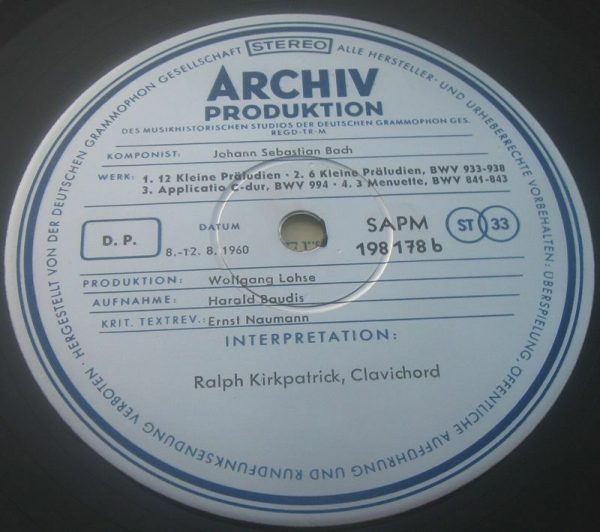 HERGESTELLT VON DER DEUTSCHEN GRAMMOPHON GESELLSCHAFT STEREO ALLE HERSTELLER- UND URHEBERRECHTE VORBEHALTEN: ÜBERSPIELUNG, ÖFFENTLICHE AUFFÜHRUNG UND RUNDFUNKSENDUNG VERBOTEN ·
ARCHIV
PRODUKTION
DES MUSIKHISTORISCHEN STUDIOS DER DEUTSCHEN GRAMMOPHON GES.
REGD·TR·M
KOMPONIST: Johann Sebastian Bach
WERK: 1. 12 Kleine Präludien · 2. 6 Kleine Präludien, BWV 933-938
3. Applicatio C-dur, BWV 994 · 4. 3 Menuette, BWV 841-843
D. P. DATUM SAPM ST 33
8.-12. 8. 1960 198 178 b
PRODUKTION: Wolfgang Lohse
AUFNAHME: Harald Baudis
KRIT. TEXTREV.: Ernst Naumann
INTERPRETATION:
Ralph Kirkpatrick, Clavichord